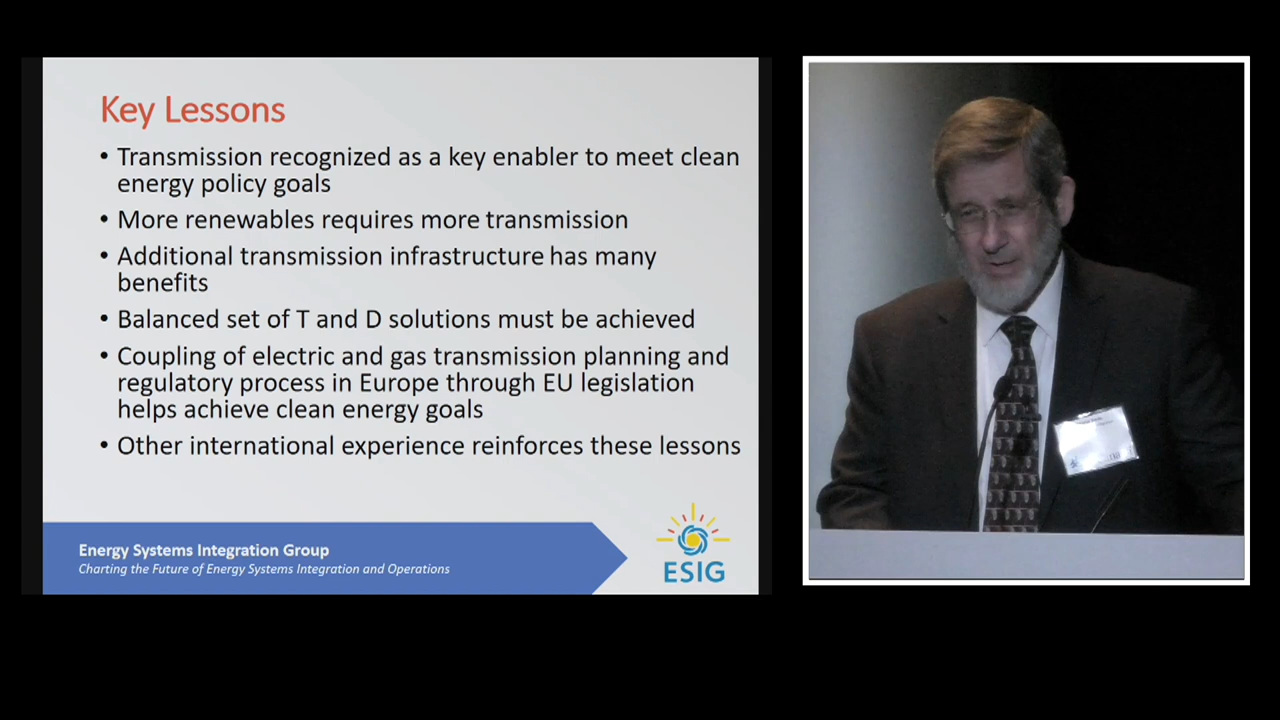 Key Lessons
• Transmission recognized as a key enabler to meet clean
energy policy goals
• More renewables requires more transmission
• Additional transmission infrastructure has many
benefits
• Balanced set of T and D solutions must be achieved
• Coupling of electric and gas transmission planning and
regulatory process in Europe through EU legislation
helps achieve clean energy goals
• Other international experience reinforces these lessons
Energy Systems Integration Group
Charting the Future of Energy Systems Integration and Operations
ESIG